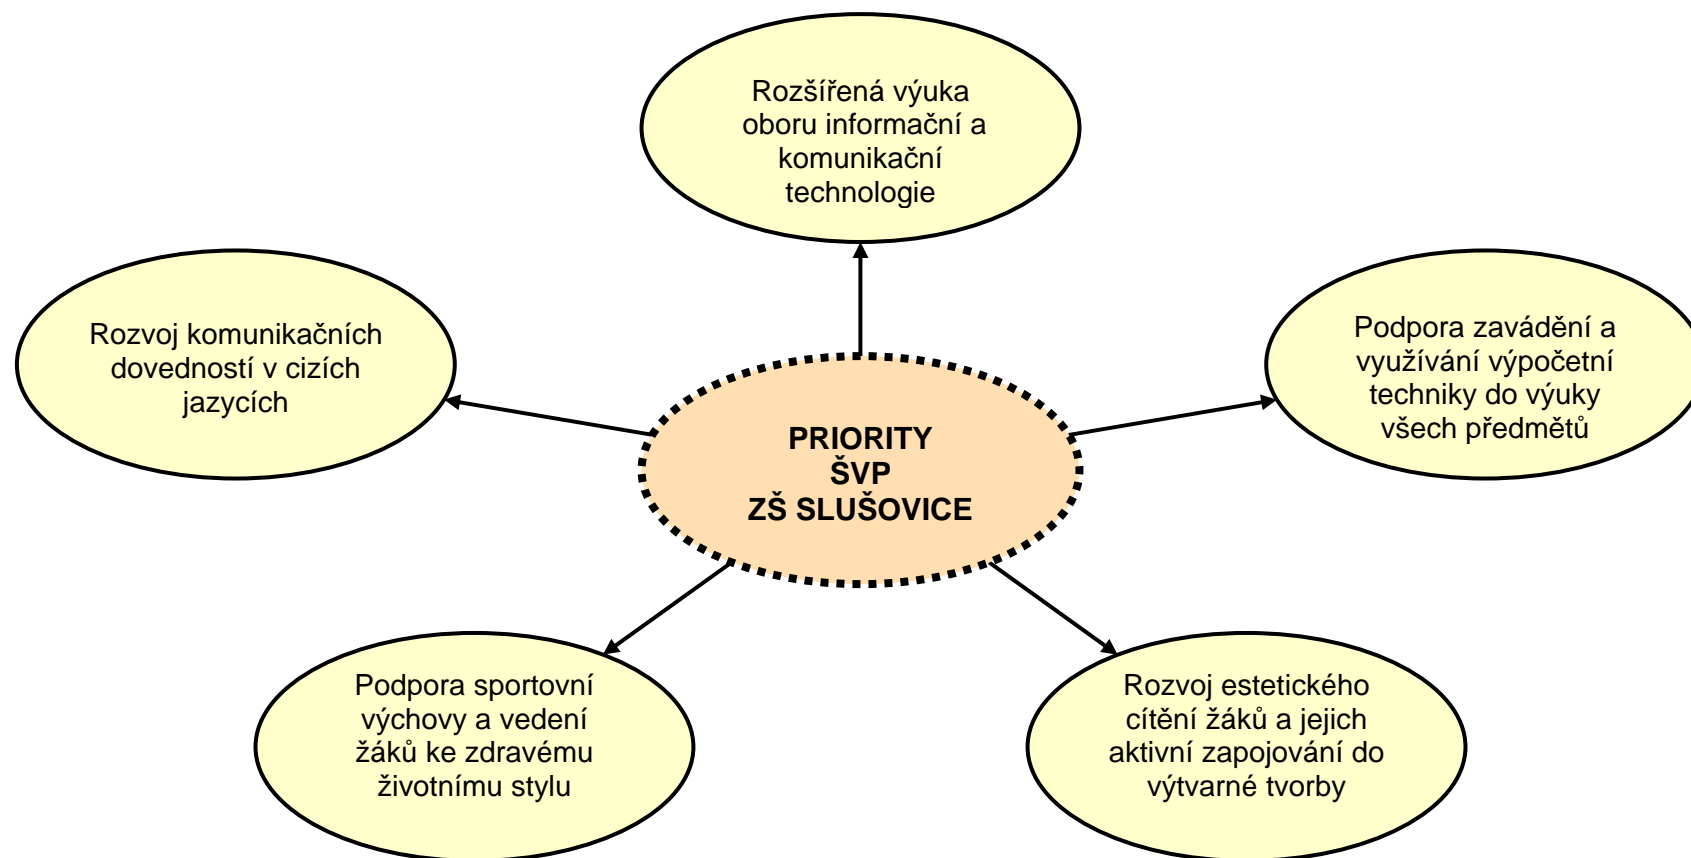 Rozšířená výuka
oboru informační a
komunikační
technologie
Rozvoj komunikačních
dovedností v cizích
jazycích
Podpora zavádění a
využívání výpočetní
techniky do výuky
všech předmětů
PRIORITY
ŠVP
ZŠ SLUŠOVICE
Podpora sportovní
výchovy a vedení
žáků ke zdravému
životnímu stylu
Rozvoj estetického
cítění žáků a jejich
aktivní zapojování do
výtvarné tvorby